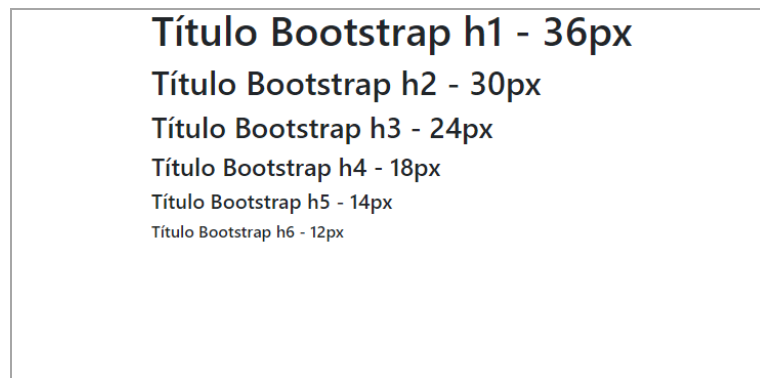 Título Bootstrap h1 - 36px
Título Bootstrap h2 - 30px
Título Bootstrap h3 - 24px
Título Bootstrap h4 - 18px
Título Bootstrap h5 - 14px
Título Bootstrap h6 - 12px